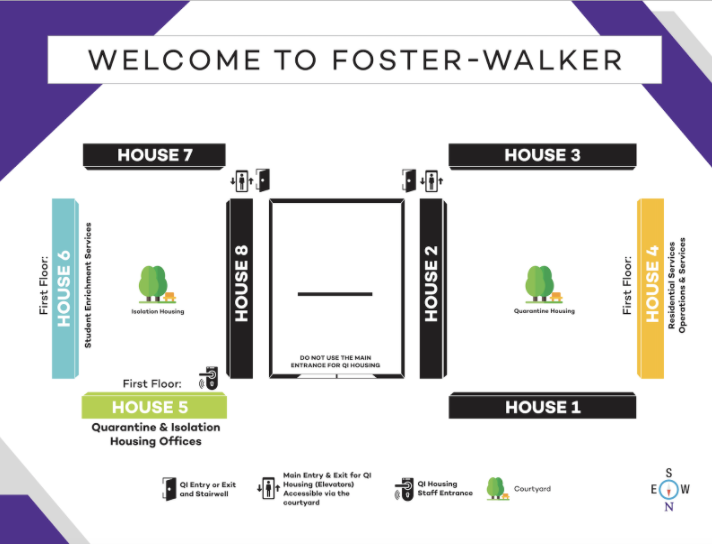 WELCOME TO FOSTER-WALKER
HOUSE 7
HOUSE 3
First Floor:
HOUSE 6
Student Enrichment Services
Isolation Housing
HOUSE 8
DO NOT USE THE MAIN
ENTRANCE FOR QI HOUSING
HOUSE 2
Quarantine Housing
First Floor:
HOUSE 4
Residential Services
Operations & Services
First Floor:
HOUSE 5
Quarantine & Isolation
Housing Offices
HOUSE 1
QI Entry or Exit
and Stairwell
Main Entry & Exit for QI
Housing (Elevators)
Accessible via the
courtyard
QI Housing
Staff Entrance
Courtyard
S
E W
N